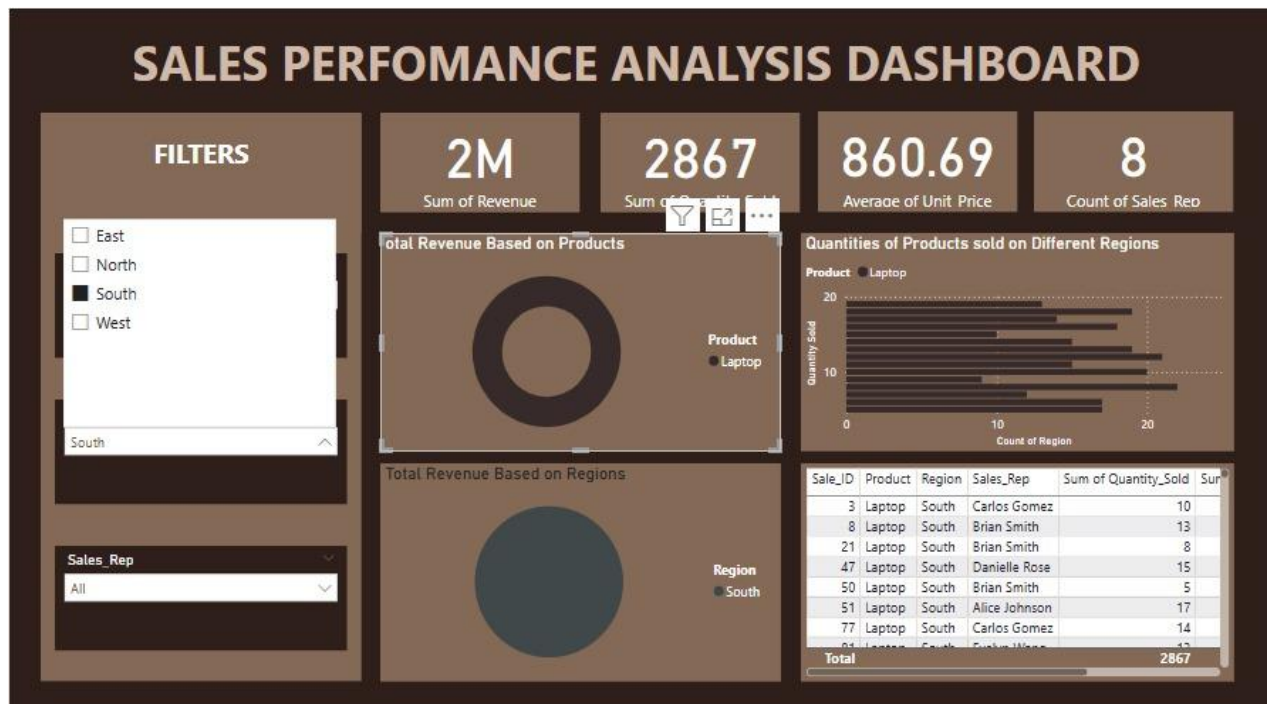 SALES PERFOMANCE ANALYSIS DASHBOARD
FILTERS
East
North
South
West
South
Sales_Rep
All
2M
Sum of Revenue
2867
Sum of
860.69
Average of Unit Price
8
Count of Sales Rep
otal Revenue Based on Products
Product
Laptop
Quantities of Products sold on Different Regions
Product Laptop
Quantity Sold
20
10
0 10 20
Count of Region
Total Revenue Based on Regions
Region
South
Sale_ID Product Region Sales_Rep Sum of Quantity_Sold Sur
3 Laptop South Carlos Gomez 10
8 Laptop South Brian Smith 13
21 Laptop South Brian Smith 8
47 Laptop South Danielle Rose 15
50 Laptop South Brian Smith 5
51 Laptop South Alice Johnson 17
77 Laptop South Carlos Gomez 14
Total 2867